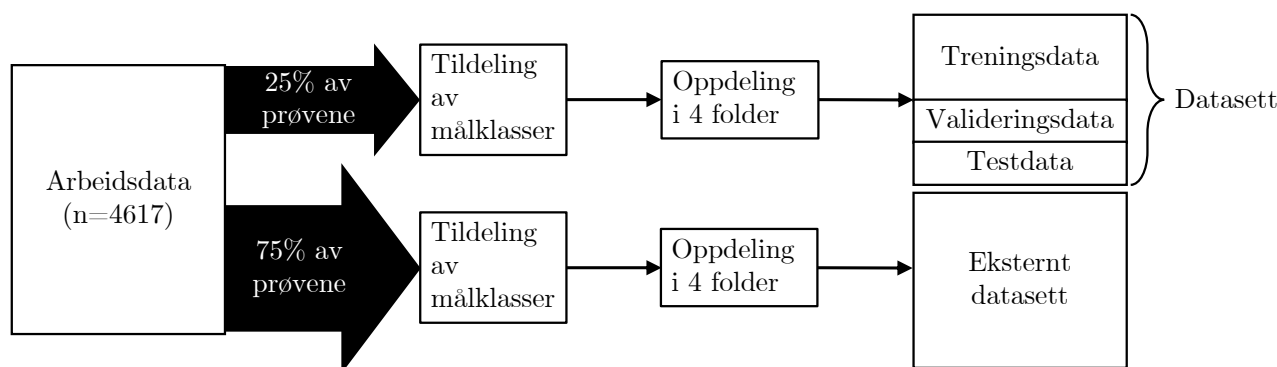 Arbeidsdata
(n=4617)
25% av
prøvene
Tildeling
av
målklasser
Oppdeling
i 4 folder
Treningsdata
Valideringsdata
Testdata
Datasett
75% av
prøvene
Tildeling
av
målklasser
Oppdeling
i 4 folder
Eksternt
datasett